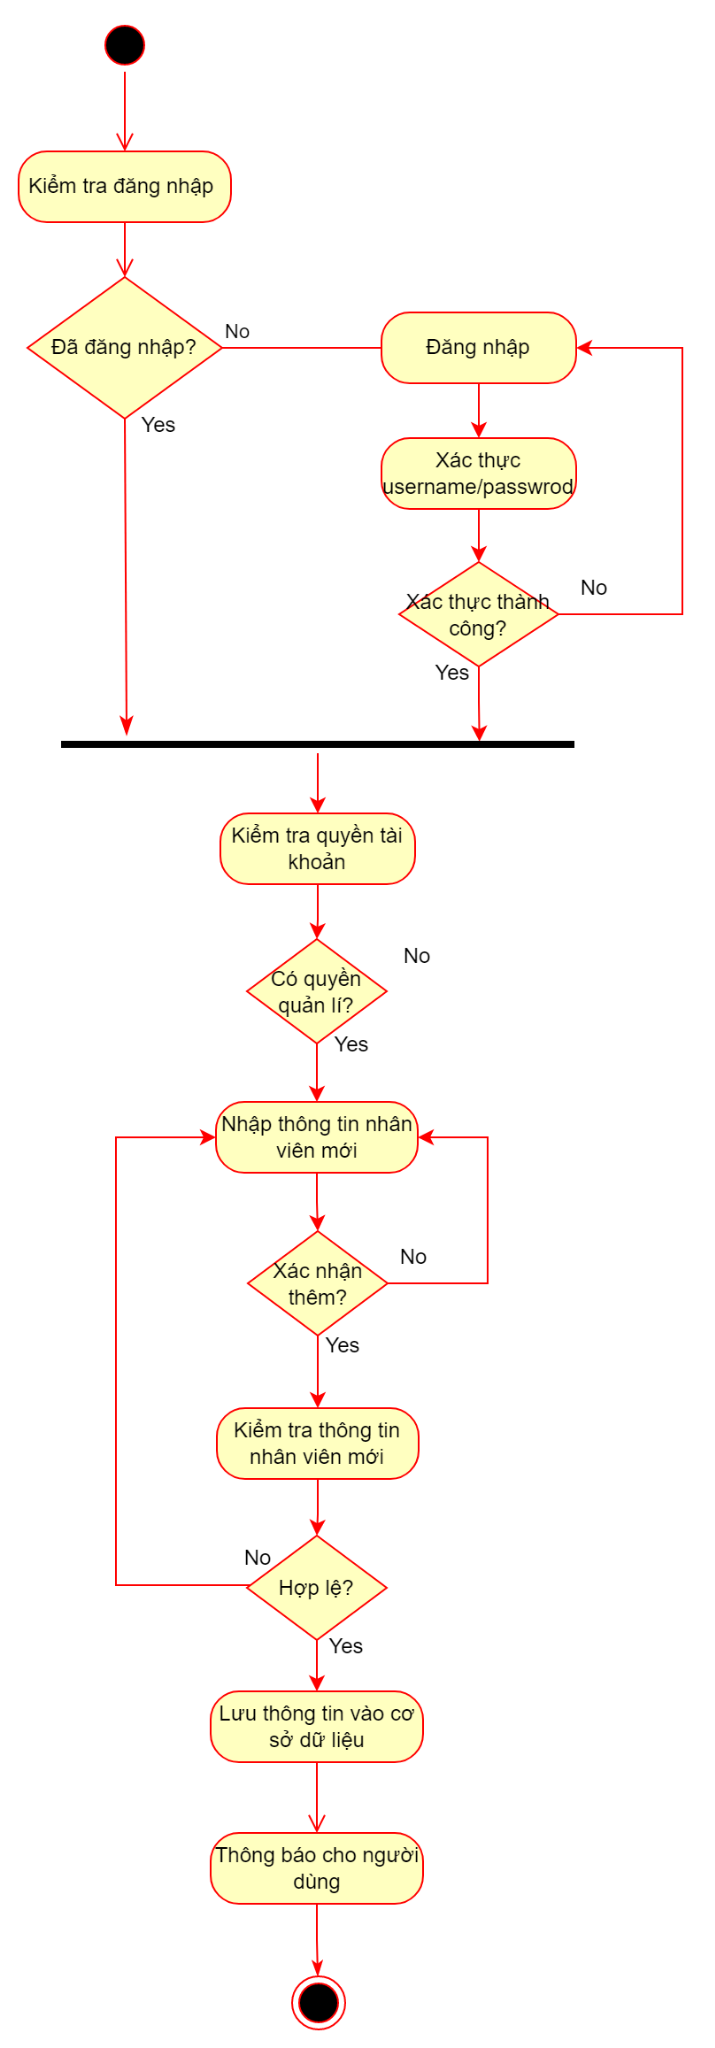 Kiểm tra đăng nhập
Đã đăng nhập?
No
Đăng nhập
Yes
Xác thực
username/passwrod
Xác thực thành
công?
No
Yes
Kiểm tra quyền tài
khoản
Có quyền
quản lí?
No
Yes
Nhập thông tin nhân
viên mới
Xác nhận
thêm?
No
Yes
Kiểm tra thông tin
nhân viên mới
No
Hợp lệ?
Yes
Lưu thông tin vào cơ
sở dữ liệu
Thông báo cho người
dùng